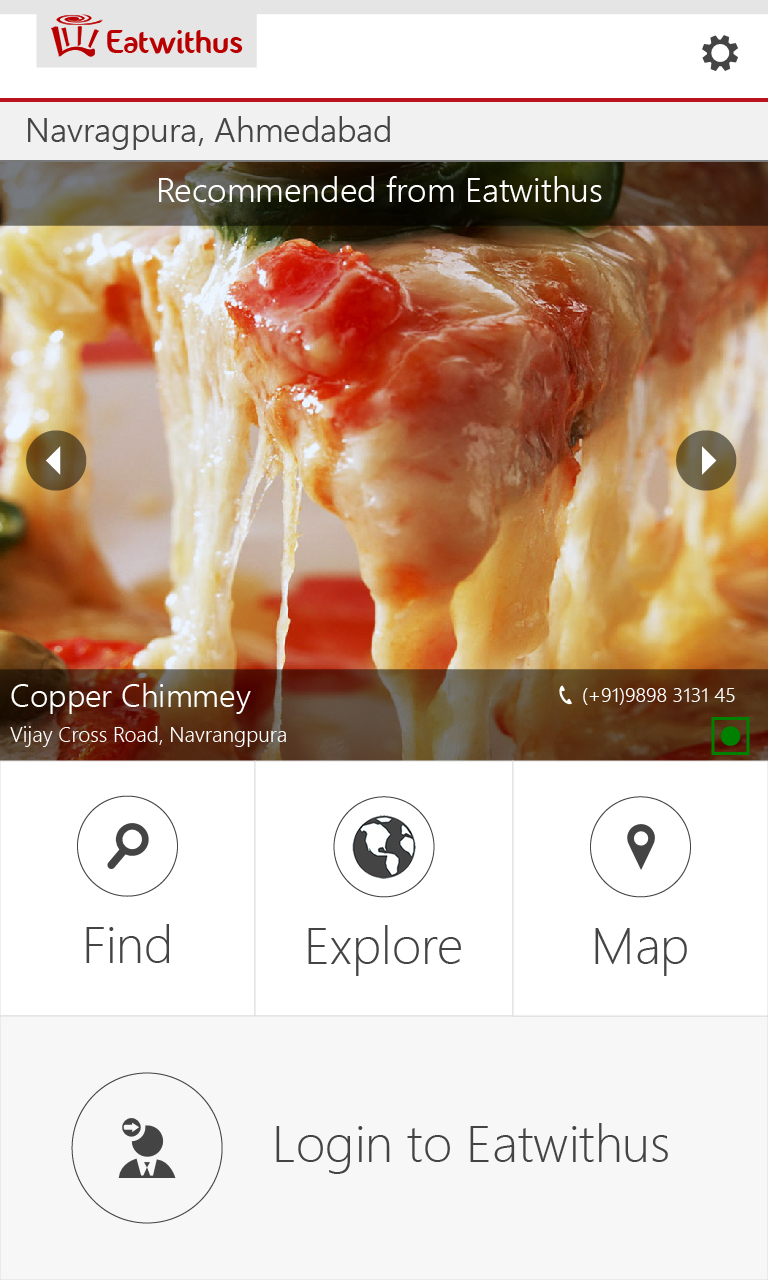 Eatwithus
Navragpura, Ahmedabad
Recommended from Eatwithus
Copper Chimmey
(+91)9898 3131 45
Vijay Cross Road, Navrangpura
Find
Explore
Map
Login to Eatwithus